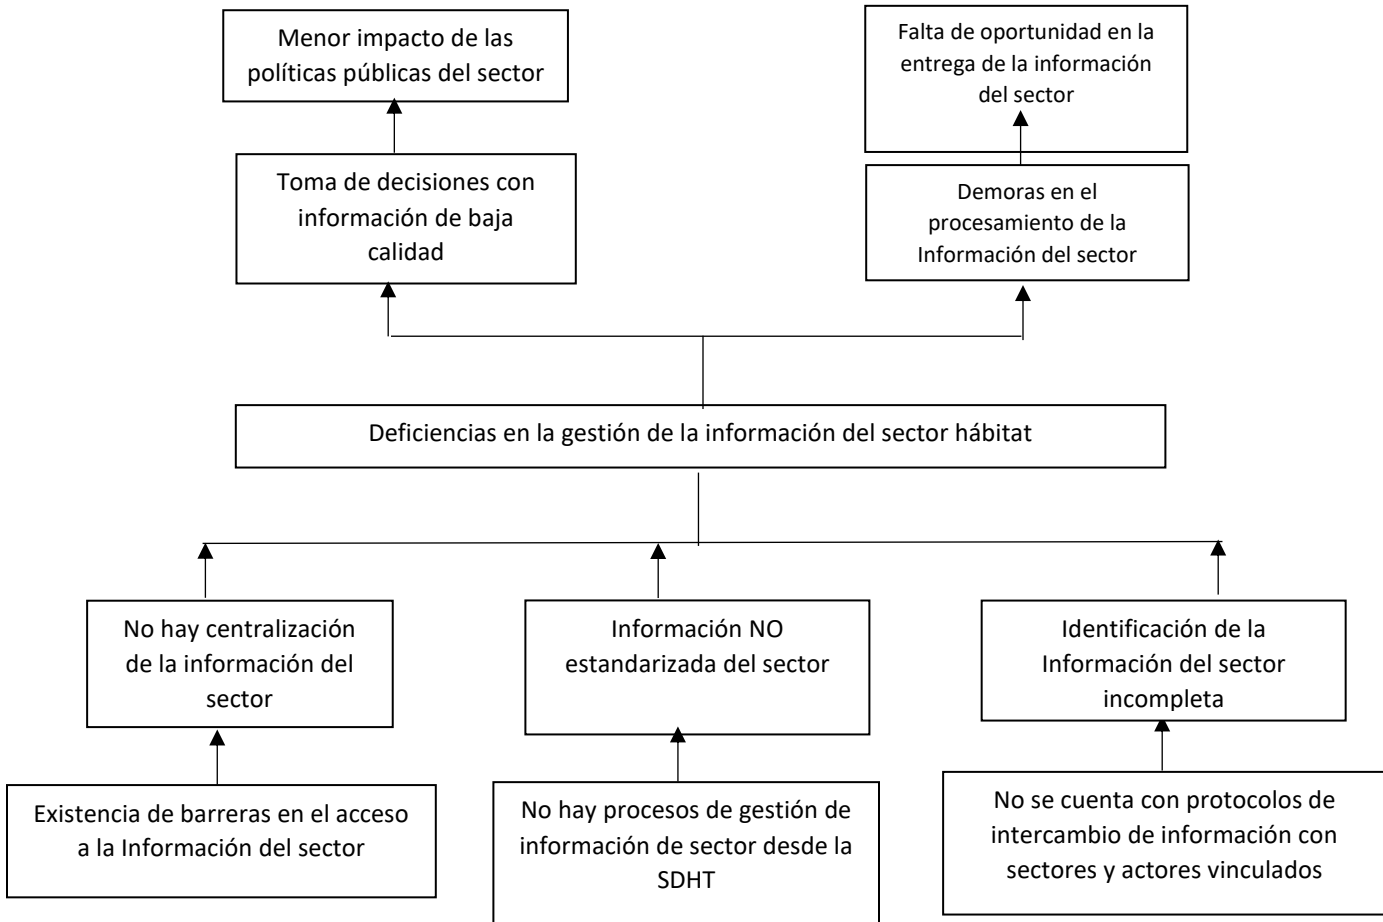 Menor impacto de las
políticas públicas del sector
Falta de oportunidad en la
entrega de la información
del sector
Toma de decisiones con
información de baja
calidad
Demoras en el
procesamiento de la
Información del sector
Deficiencias en la gestión de la información del sector hábitat
No hay centralización
de la información del
sector
Información NO
estandarizada del sector
Identificación de la
Información del sector
incompleta
Existencia de barreras en el acceso
a la Información del sector
No hay procesos de gestión de
información de sector desde la
SDHT
No se cuenta con protocolos de
intercambio de información con
sectores y actores vinculados